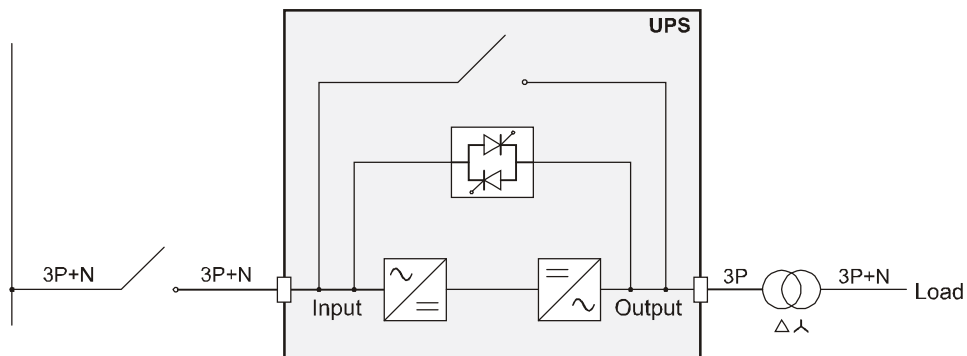 UPS
3P+N
3P+N
Input
Output
3P
3P+N
Load